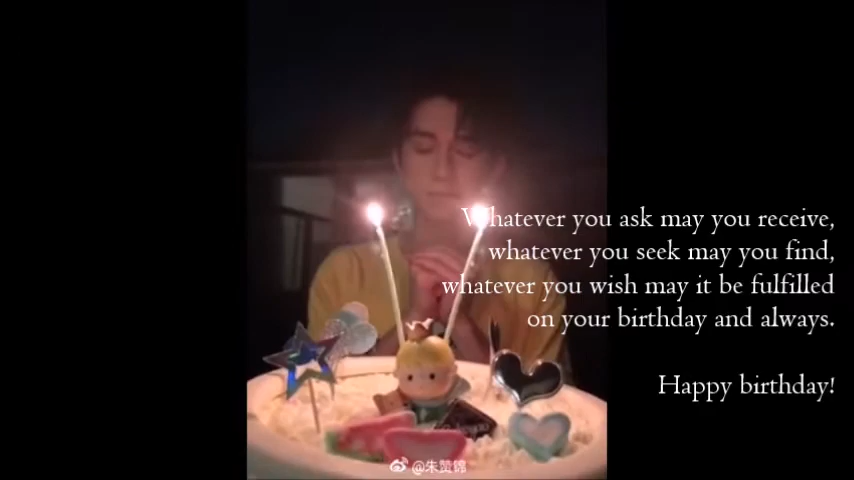 Whatever you ask may you receive,
whatever you seek may you find,
whatever you wish may it be fulfilled
on your birthday and always.
Happy birthday!
@朱赞锦